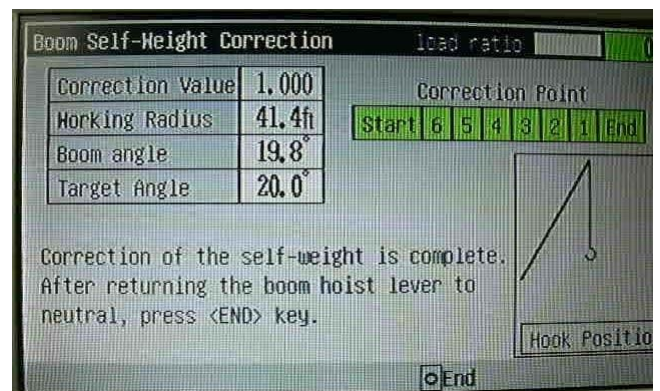 Boom Self-Weight Correction load ratio
Correction Value 1.000
Working Radius 41.4ft
Boom angle 19.8°
Target Angle 20.0°
Correction Point
Start 6 5 4 3 2 1 End
Correction of the self-weight is complete.
After returning the boom hoist lever to
neutral, press <END> key.
Hook Positio
End